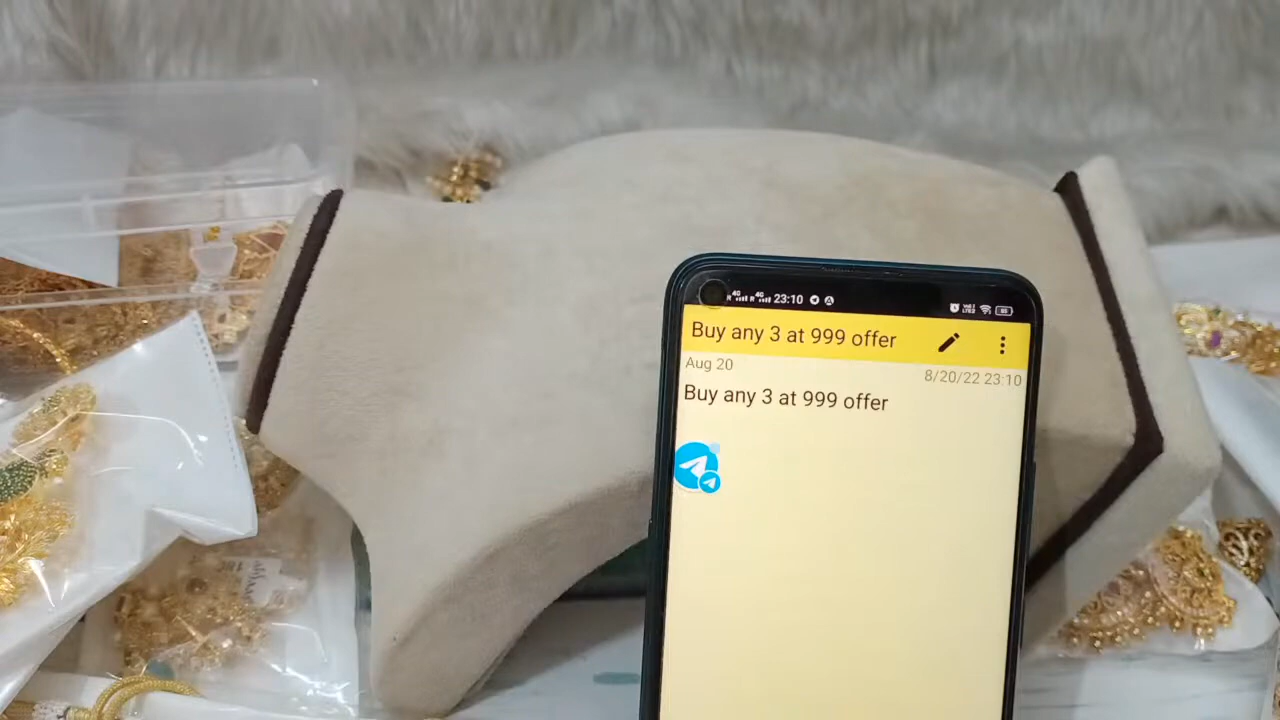 23:10
Buy any 3 at 999 offer
Aug 20
8/20/22 23:10
Buy any 3 at 999 offer